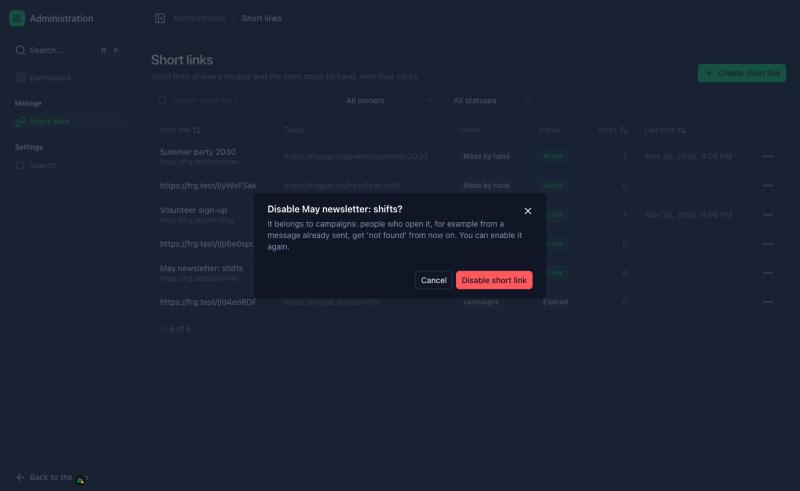 Administration
Administration / Short links
Search... ⌘ K
Dashboard
Manage
Short links
Settings
Search
Short links
Short links of every module and the ones made by hand, with their clicks.
Create short link
Search short links
All owners
All statuses
Short link Target Owner Status Clicks Last click
Summer party 2030
https://frigear.nu/events/summer-2030 Made by hand Active 3 Nov 26, 2026, 9:06 PM
https://frg.test/l/yWoTSak https://frigear.nu/help/first-shift Made by hand Active 0 —
Volunteer sign-up
7 Nov 26, 2026, 9:06 PM
0 —
May newsletter: shifts
0 —
https://frg.test/l/d4eoRDF https://frigear.nu/old-offer campaigns Expired 0 —
1–6 of 6
Disable May newsletter: shifts?
It belongs to campaigns: people who open it, for example from a
message already sent, get 'not found' from now on. You can enable it
again.
Cancel
Disable short link
Back to the